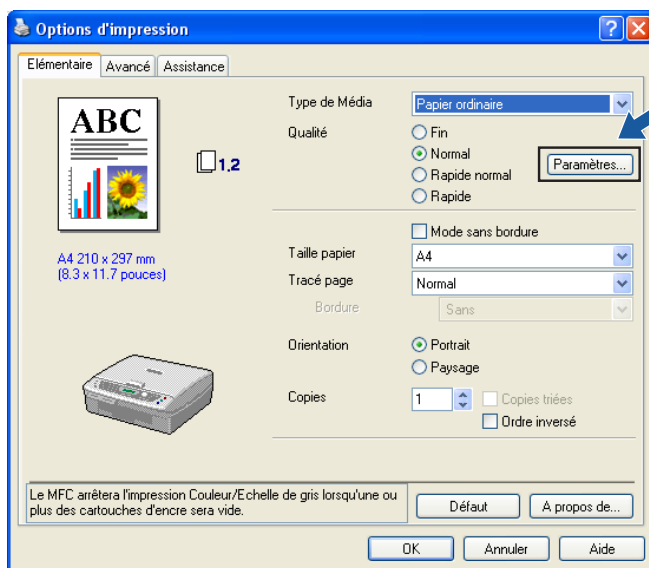 Options d'impression
Elémentaire Avancé Assistance
ABC
1.2
A4 210 x 297 mm
(8.3 x 11.7 pouces)
Type de Média Papier ordinaire
Qualité Fin
Normal
Paramètres...
Rapide normal
Rapide
Mode sans bordure
Taille papier A4
Tracé page Normal
Bordure Sans
Orientation Portrait
Paysage
Copies 1 Copies triées
Ordre inversé
Le MFC arrêtera l'impression Couleur/Echelle de gris lorsqu'une ou
plus des cartouches d'encre sera vide.
Défaut A propos de...
OK Annuler Aide